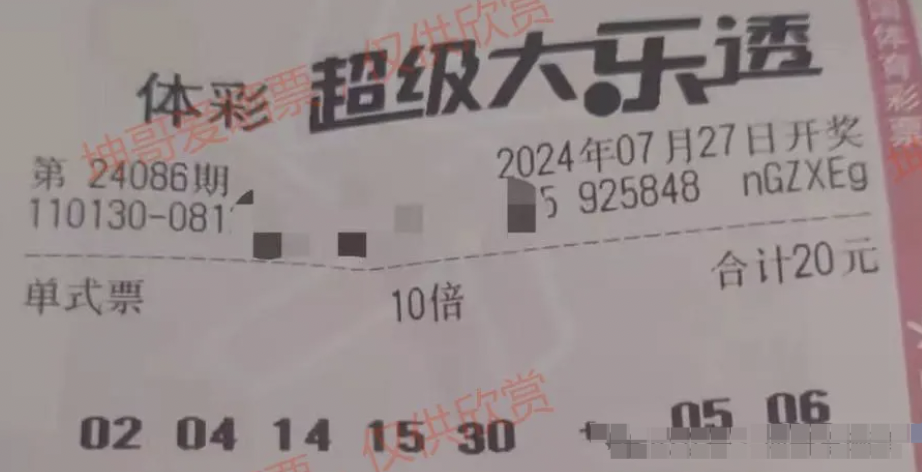 体彩 超级大乐透
第 24086期
2024年07月27日开奖
110130-081
5 925848 nGZXEg
单式票 10倍 合计20元
02 04 14 15 30 + 05 06
抽哥爱彩票 仅供欣赏
票 仅供欣赏
国体育彩票